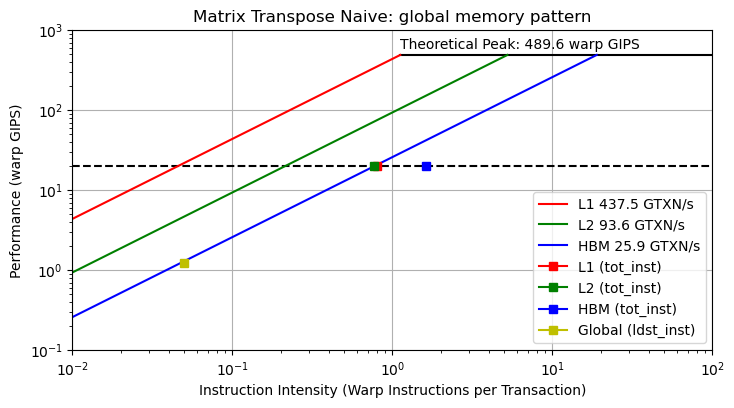 Matrix Transpose Naive: global memory pattern
10³
Theoretical Peak: 489.6 warp GIPS
10²
10¹
10⁰
10⁻¹
Performance (warp GIPS)
L1 437.5 GTXN/s
L2 93.6 GTXN/s
HBM 25.9 GTXN/s
L1 (tot_inst)
L2 (tot_inst)
HBM (tot_inst)
Global (ldst_inst)
10⁻² 10⁻¹ 10⁰ 10¹ 10²
Instruction Intensity (Warp Instructions per Transaction)